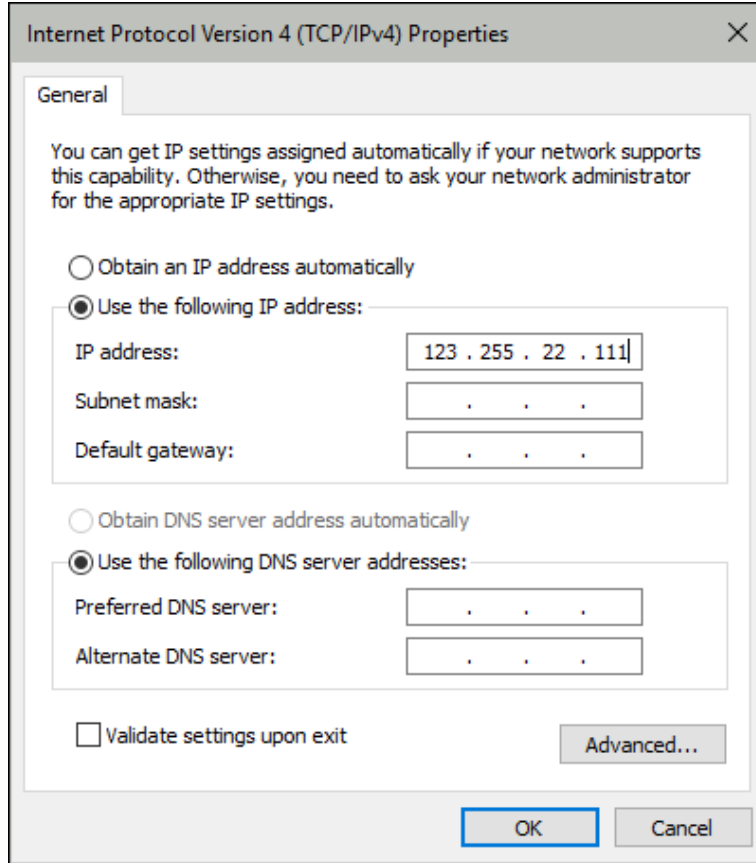 Internet Protocol Version 4 (TCP/IPv4) Properties
General
You can get IP settings assigned automatically if your network supports
this capability. Otherwise, you need to ask your network administrator
for the appropriate IP settings.
Obtain an IP address automatically
Use the following IP address:
IP address: 123 . 255 . 22 . 111
Subnet mask: . . .
Default gateway: . . .
Obtain DNS server address automatically
Use the following DNS server addresses:
Preferred DNS server: . . .
Alternate DNS server: . . .
Validate settings upon exit
Advanced...
OK Cancel